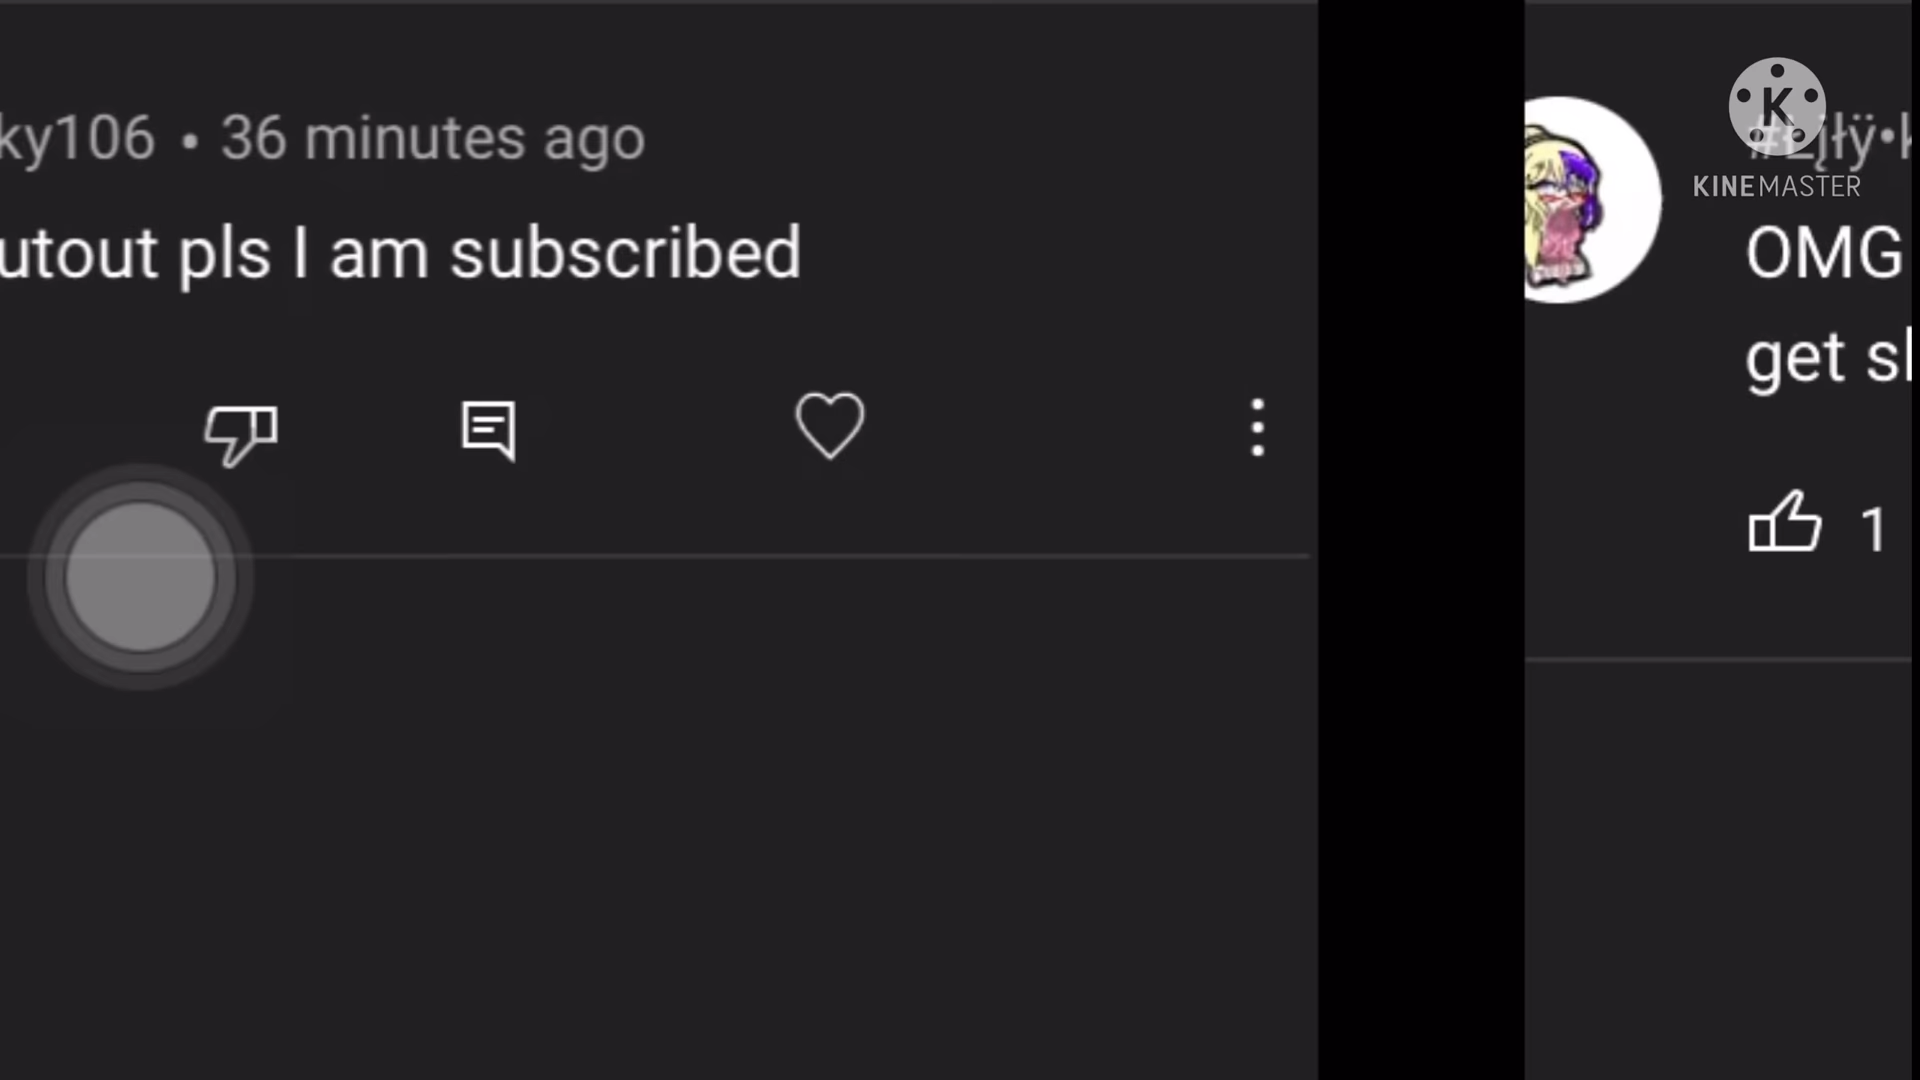 ky106 • 36 minutes ago
utout pls I am subscribed
K
KINEMASTER
OMG
get
1